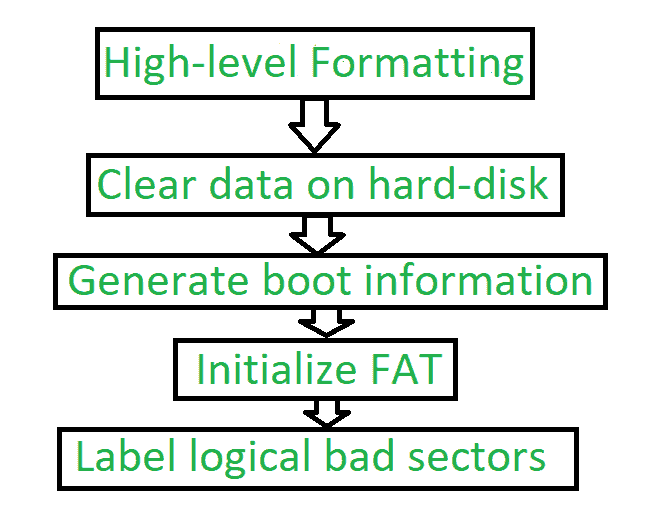 High-level Formatting
Clear data on hard-disk
Generate boot information
Initialize FAT
Label logical bad sectors